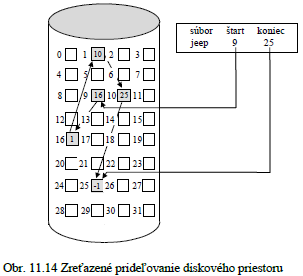 súbor štart koniec
jeep 9 25
0 1 10 2 3
4 5 6 7
8 9 16 10 25 11
12 13 14 15
16 1 17 18 19
20 21 22 23
24 25 -1 26 27
28 29 30 31
Obr. 11.14 Zreťazené prideľovanie diskového priestoru